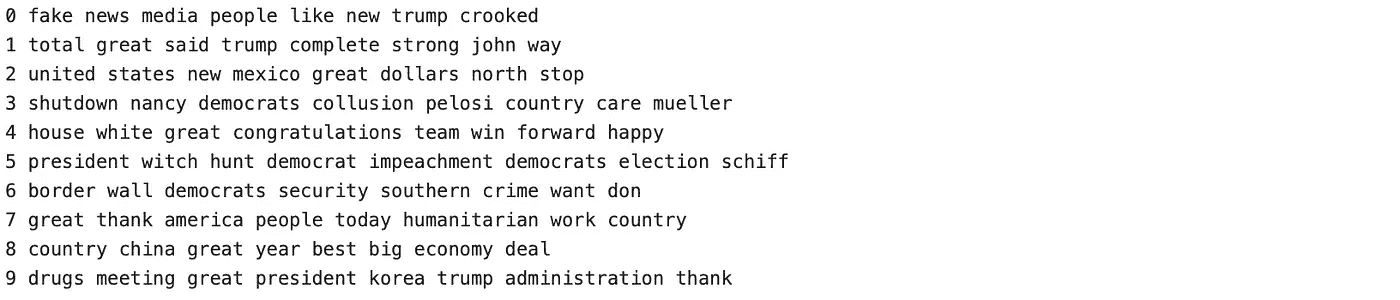 0 fake news media people like new trump crooked
1 total great said trump complete strong john way
2 united states new mexico great dollars north stop
3 shutdown nancy democrats collusion pelosi country care mueller
4 house white great congratulations team win forward happy
5 president witch hunt democrat impeachment democrats election schiff
6 border wall democrats security southern crime want don
7 great thank america people today humanitarian work country
8 country china great year best big economy deal
9 drugs meeting great president korea trump administration thank